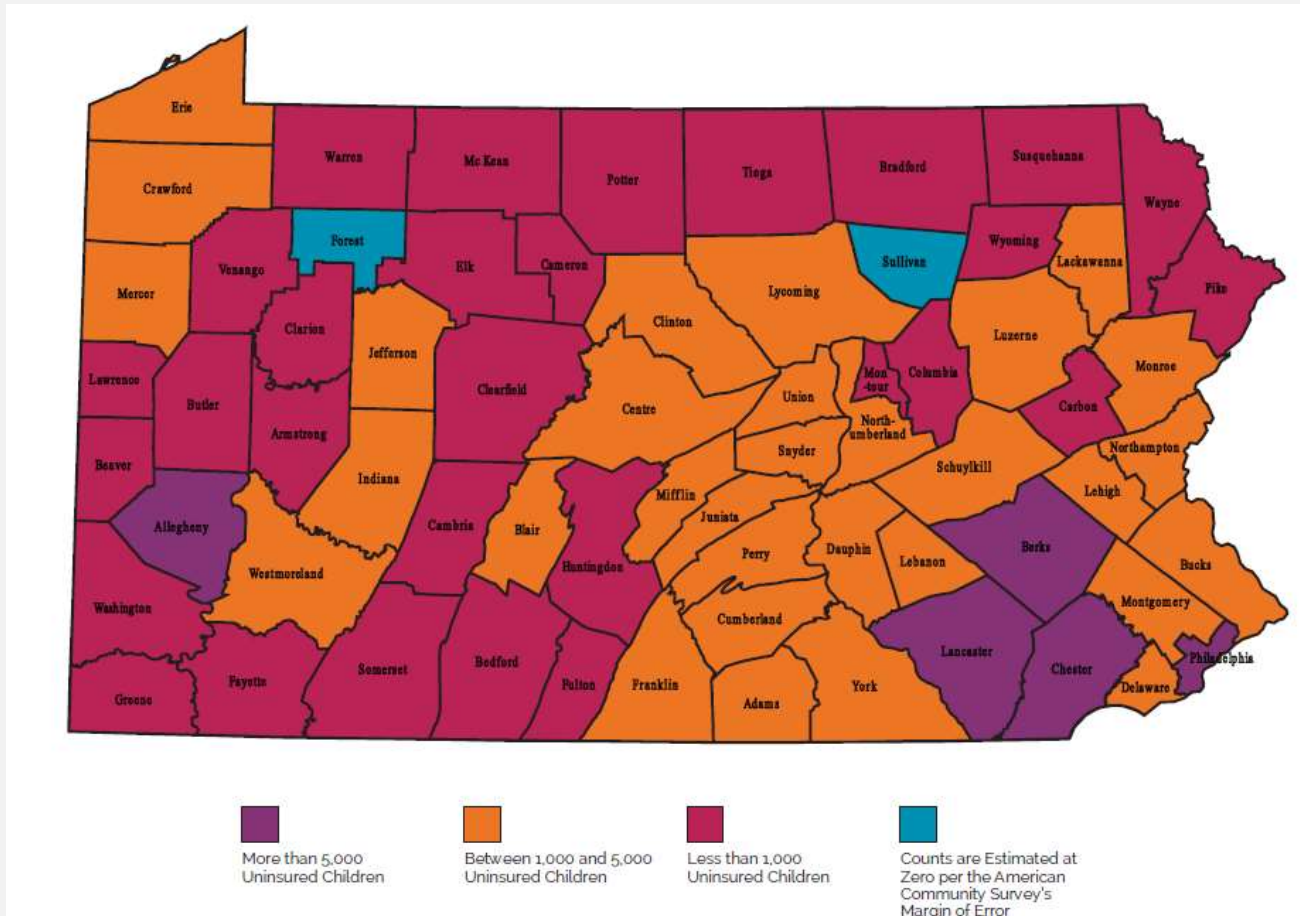 Erie
Warren
Mc Kean
Potter
Tioga
Bradford
Susquehanna
Wayne
Crawford
Forest
Venango
Elk
Cameron
Sullivan
Wyoming
Lackawanna
Pike
Mercer
Lycoming
Clarion
Clinton
Luzerne
Jefferson
Monroe
Lawrence
Butler
Clearfield
Centre
Union
Mon
-tour
Columbia
Carbon
Armstrong
North-
umberland
Snyder
Northampton
Beaver
Indiana
Mifflin
Schuylkill
Lehigh
Allegheny
Cambria
Blair
Juniata
Perry
Dauphin
Lebanon
Berks
Bucks
Westmoreland
Huntingdon
Montgomery
Washington
Cumberland
Lancaster
Chester
Philadelphia
Greene
Fayette
Somerset
Bedford
Fulton
Franklin
Adams
York
Delaware
More than 5,000
Uninsured Children
Between 1,000 and 5,000
Uninsured Children
Less than 1,000
Uninsured Children
Counts are Estimated at
Zero per the American
Community Survey's
Margin of Error